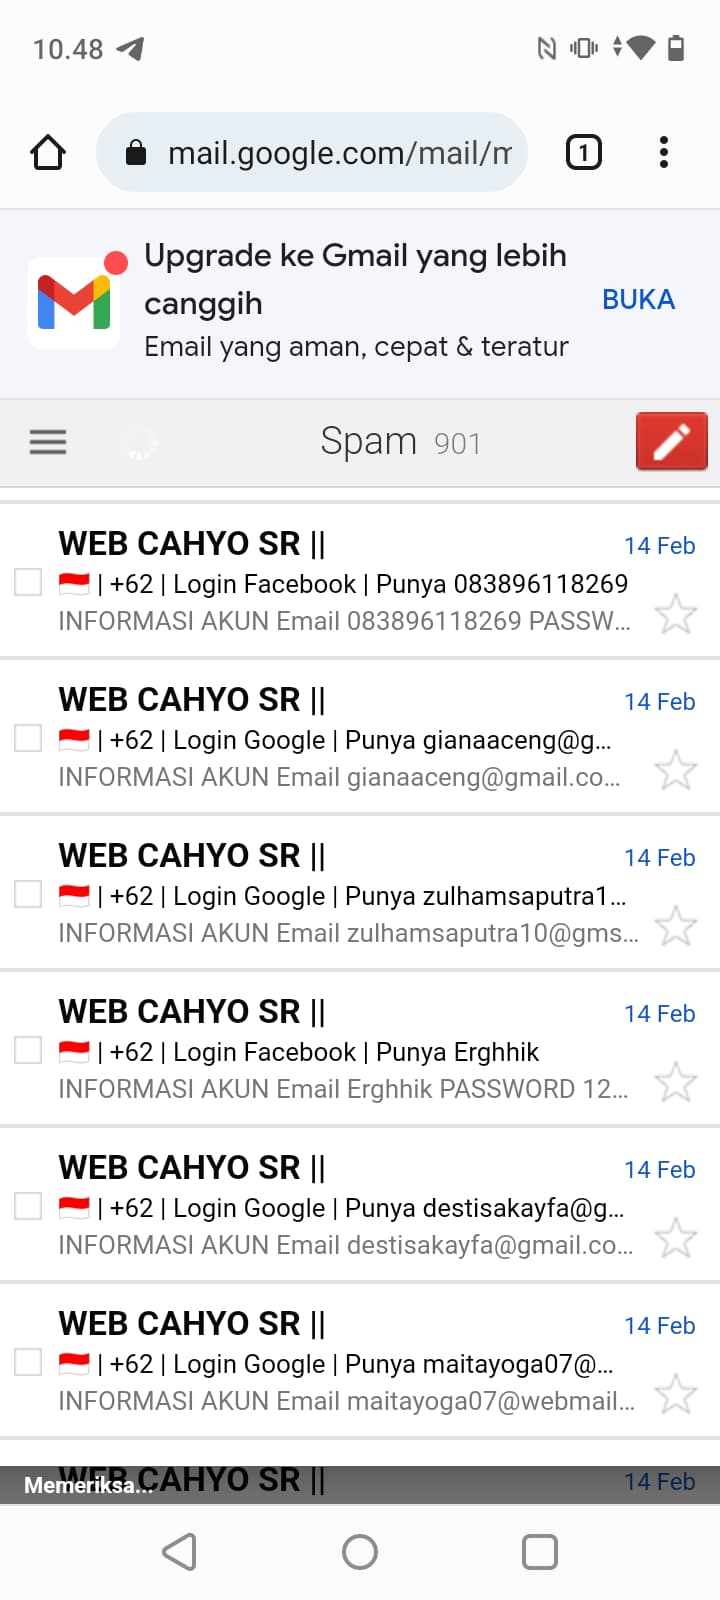 10.48
mail.google.com/mail/m
1
Upgrade ke Gmail yang lebih
canggih
Email yang aman, cepat & teratur
BUKA
Spam 901
WEB CAHYO SR || 14 Feb
🇮🇩 | +62 | Login Facebook | Punya 083896118269
INFORMASI AKUN Email 083896118269 PASSW...
WEB CAHYO SR || 14 Feb
🇮🇩 | +62 | Login Google | Punya gianaaceng@g...
INFORMASI AKUN Email gianaaceng@gmail.co...
WEB CAHYO SR || 14 Feb
🇮🇩 | +62 | Login Google | Punya zulhamsaputra1...
INFORMASI AKUN Email zulhamsaputra10@gms...
WEB CAHYO SR || 14 Feb
🇮🇩 | +62 | Login Facebook | Punya Erghhik
INFORMASI AKUN Email Erghhik PASSWORD 12...
WEB CAHYO SR || 14 Feb
🇮🇩 | +62 | Login Google | Punya destisakayfa@g...
INFORMASI AKUN Email destisakayfa@gmail.co...
WEB CAHYO SR || 14 Feb
🇮🇩 | +62 | Login Google | Punya maitayoga07@...
INFORMASI AKUN Email maitayoga07@webmail...
WEB CAHYO SR || 14 Feb
Memeriksa...